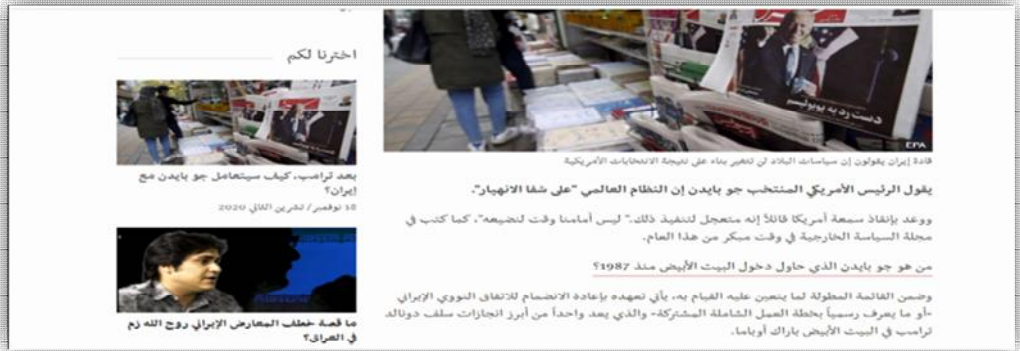 دست رد به پوپولیسم
EPA
قادة إيران يقولون إن سياسات البلاد لن تتغير بناء على نتيجة الانتخابات الأمريكية
يقول الرئيس الأمريكي المنتخب جو بايدن إن النظام العالمي "على شفا الانهيار".
ووعد بإنقاذ سمعة أمريكا قائلاً إنه متعجل لتنفيذ ذلك." ليس أمامنا وقت لنضيعه"، كما كتب في
مجلة السياسة الخارجية في وقت مبكر من هذا العام.
من هو جو بايدن الذي حاول دخول البيت الأبيض منذ 1987؟
وضمن القائمة المطولة لما يتعين عليه القيام به، يأتي تعهده بإعادة الانضمام للاتفاق النووي الإيراني
-أو ما يعرف رسمياً بخطة العمل الشاملة المشتركة- والذي يعد واحداً من أبرز انجازات سلف دونالد
ترامب في البيت الأبيض باراك أوباما.
اخترنا لكم
بعد ترامب، كيف سيتعامل جو بايدن مع
إيران؟
18 نوفمبر/ تشرين الثاني 2020
ما قصة خطف المعارض الإيراني روح الله زم
في العراق؟